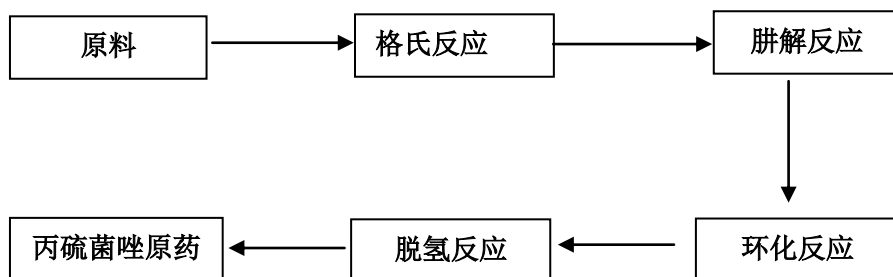 原料
格氏反应
肼解反应
环化反应
脱氢反应
丙硫菌唑原药